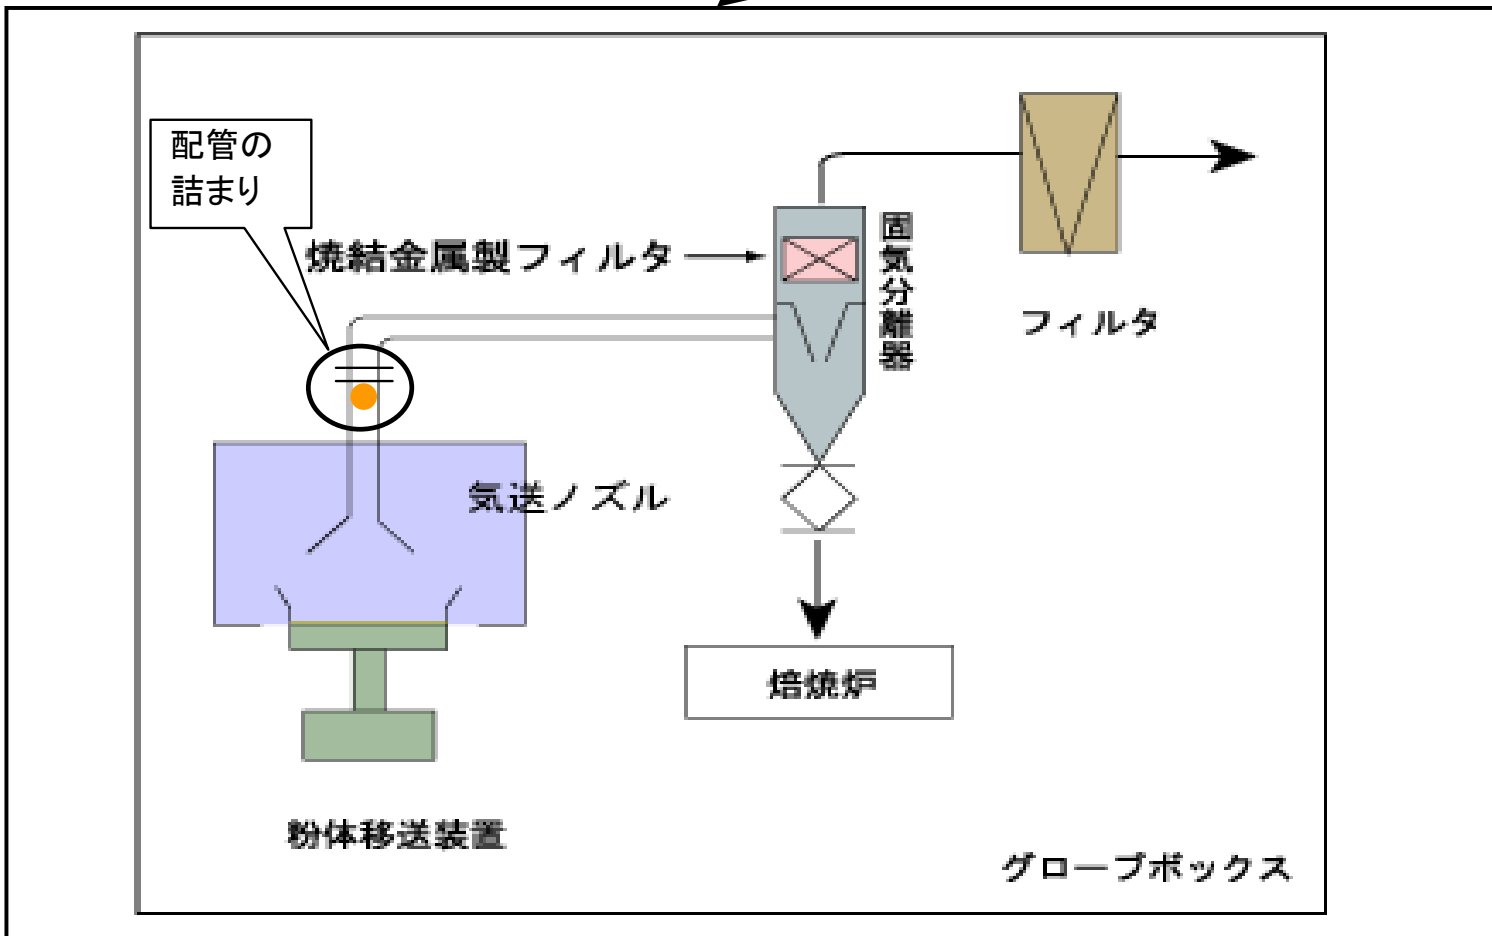 配管の
詰まり
焼結金属製フィルタ
固気分離器
フィルタ
気送ノズル
焙焼炉
粉体移送装置
グローブボックス